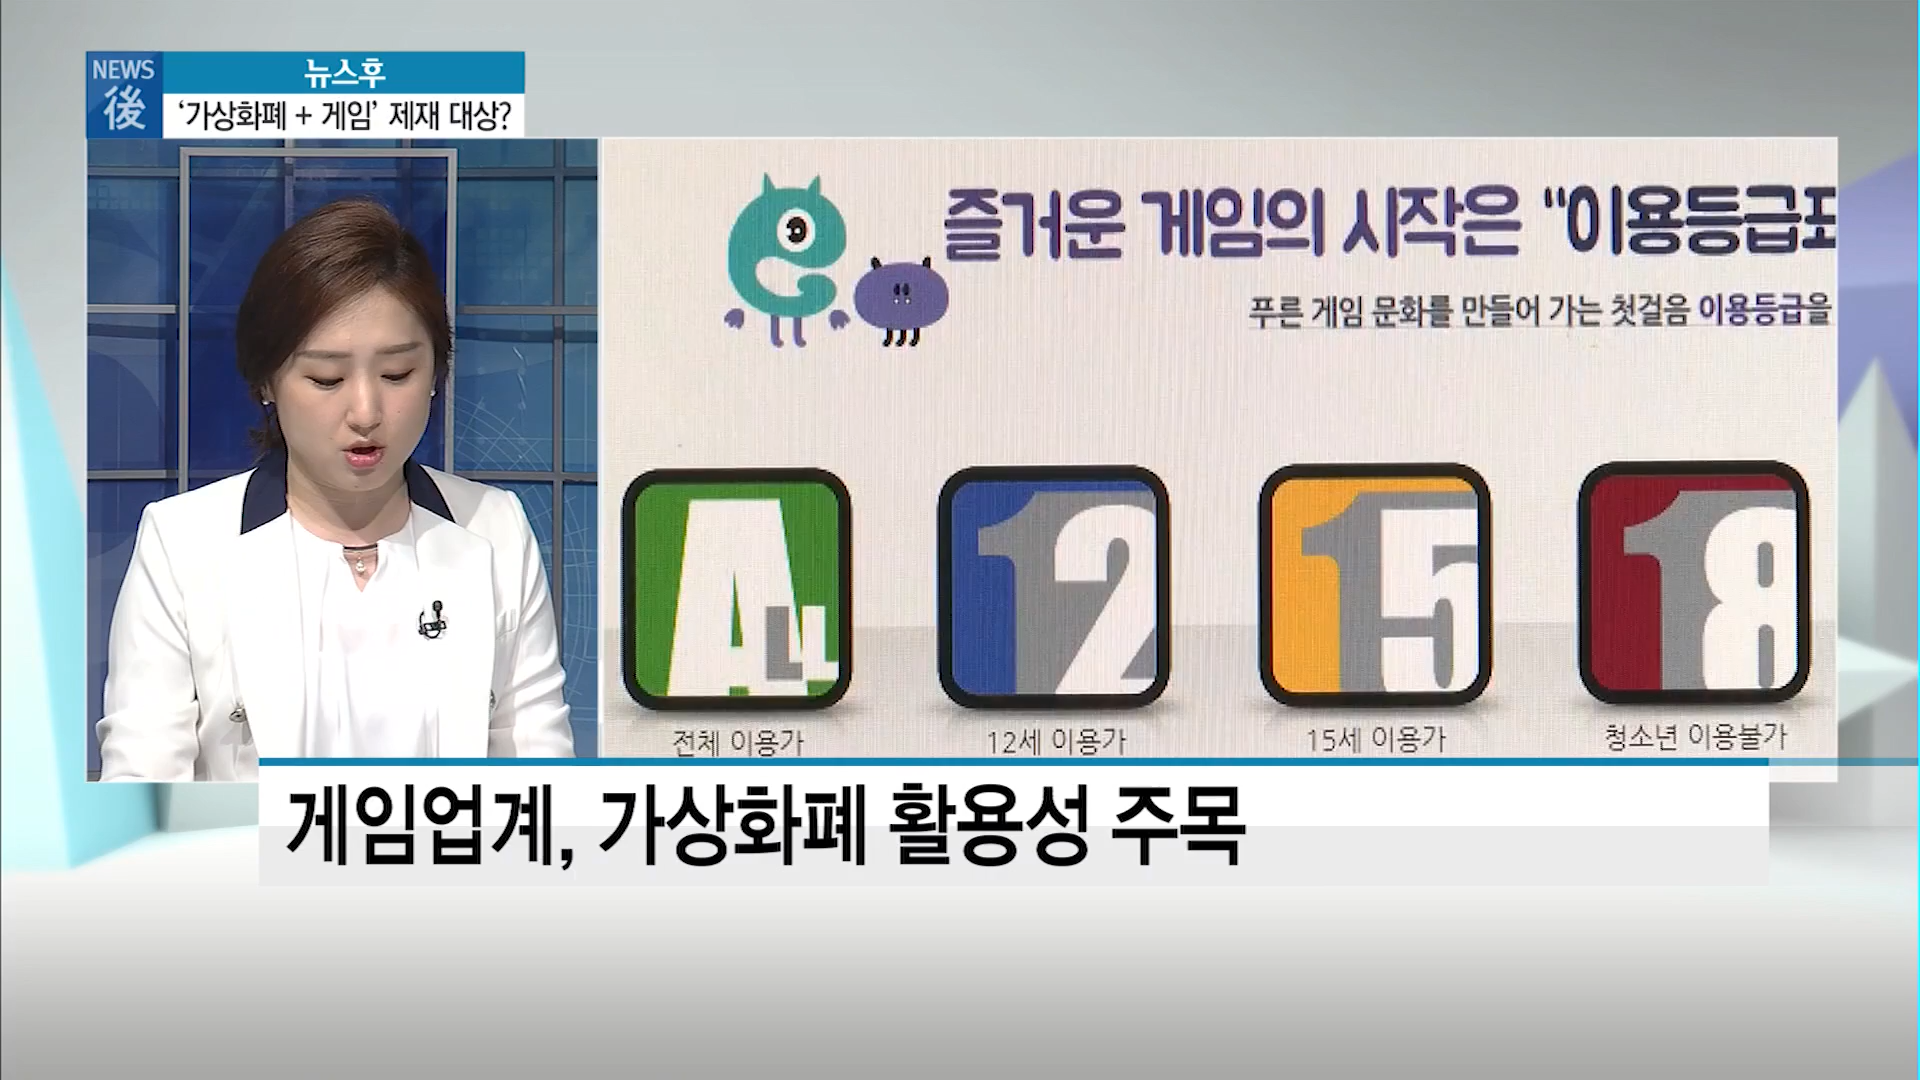 NEWS
後
뉴스후
‘가상화폐 + 게임’ 제재 대상?
즐거운 게임의 시작은 “이용등급표
푸른 게임 문화를 만들어 가는 첫걸음 이용등급을
ALL
12
15
18
전체 이용가
12세 이용가
15세 이용가
청소년 이용불가
게임업계, 가상화폐 활용성 주목